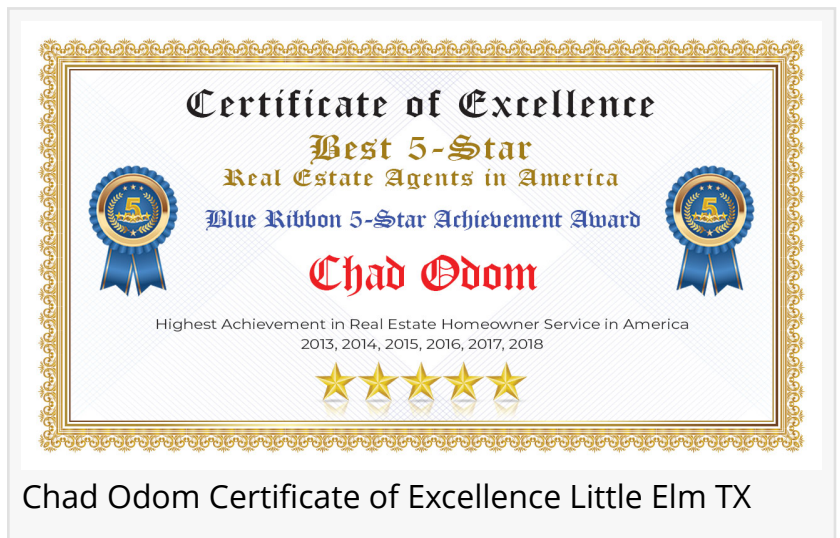 Certificate of Excellence
Best 5-Star
Real Estate Agents in America
Blue Ribbon 5-Star Achievement Award
5
5
Chad Odom
Highest Achievement in Real Estate Homeowner Service in America
2013, 2014, 2015, 2016, 2017, 2018
Chad Odom Certificate of Excellence Little Elm TX